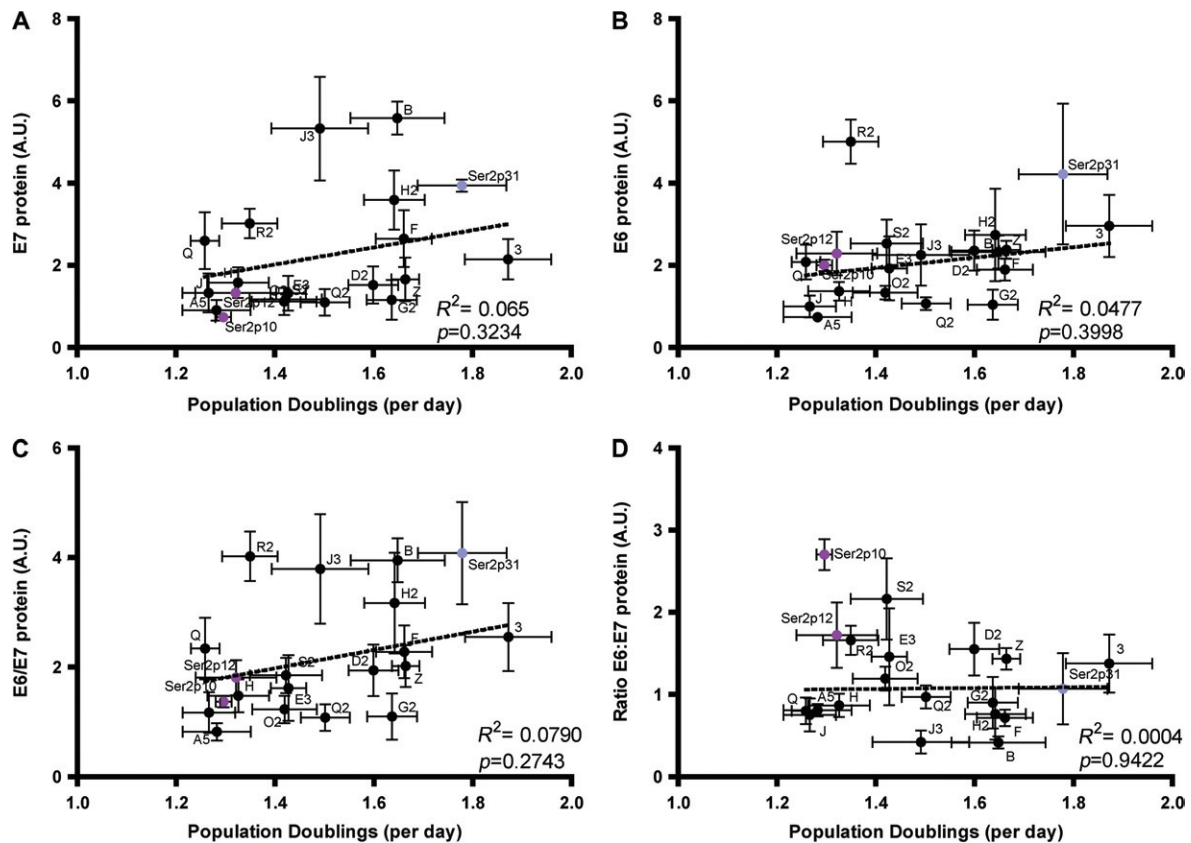 A
E7 protein (A.U.)
8
6
4
2
0
J3
B
Ser2p31
H2
R2
Q
F
3
J
E3
D2
Z
Ser2p12
Q2
G2
Ser2p10
R2= 0.065
p=0.3234
1.0 1.2 1.4 1.6 1.8 2.0
Population Doublings (per day)
B
E6 protein (A.U.)
8
6
4
2
0
R2
Ser2p31
S2
H2
Ser2p12
J3
B
Z
3
Q
Ser2p10
E3
D2
F
J
H
O2
G2
A5
Q2
R2= 0.0477
p=0.3998
1.0 1.2 1.4 1.6 1.8 2.0
Population Doublings (per day)
C
E6/E7 protein (A.U.)
6
4
2
0
R2
J3
B
Ser2p31
H2
Q
F
3
Ser2p12
S2
D2
Z
Ser2p10
H
E3
O2
Q2
G2
A5
R2= 0.0790
p=0.2743
1.0 1.2 1.4 1.6 1.8 2.0
Population Doublings (per day)
D
Ratio E6:E7 protein (A.U.)
4
3
2
1
0
Ser2p10
S2
Ser2p12
R2
E3
D2
Z
3
O2
Ser2p31
Q
A5
H
Q2
G2
J
H2
F
J3
B
R2= 0.0004
p=0.9422
1.0 1.2 1.4 1.6 1.8 2.0
Population Doublings (per day)